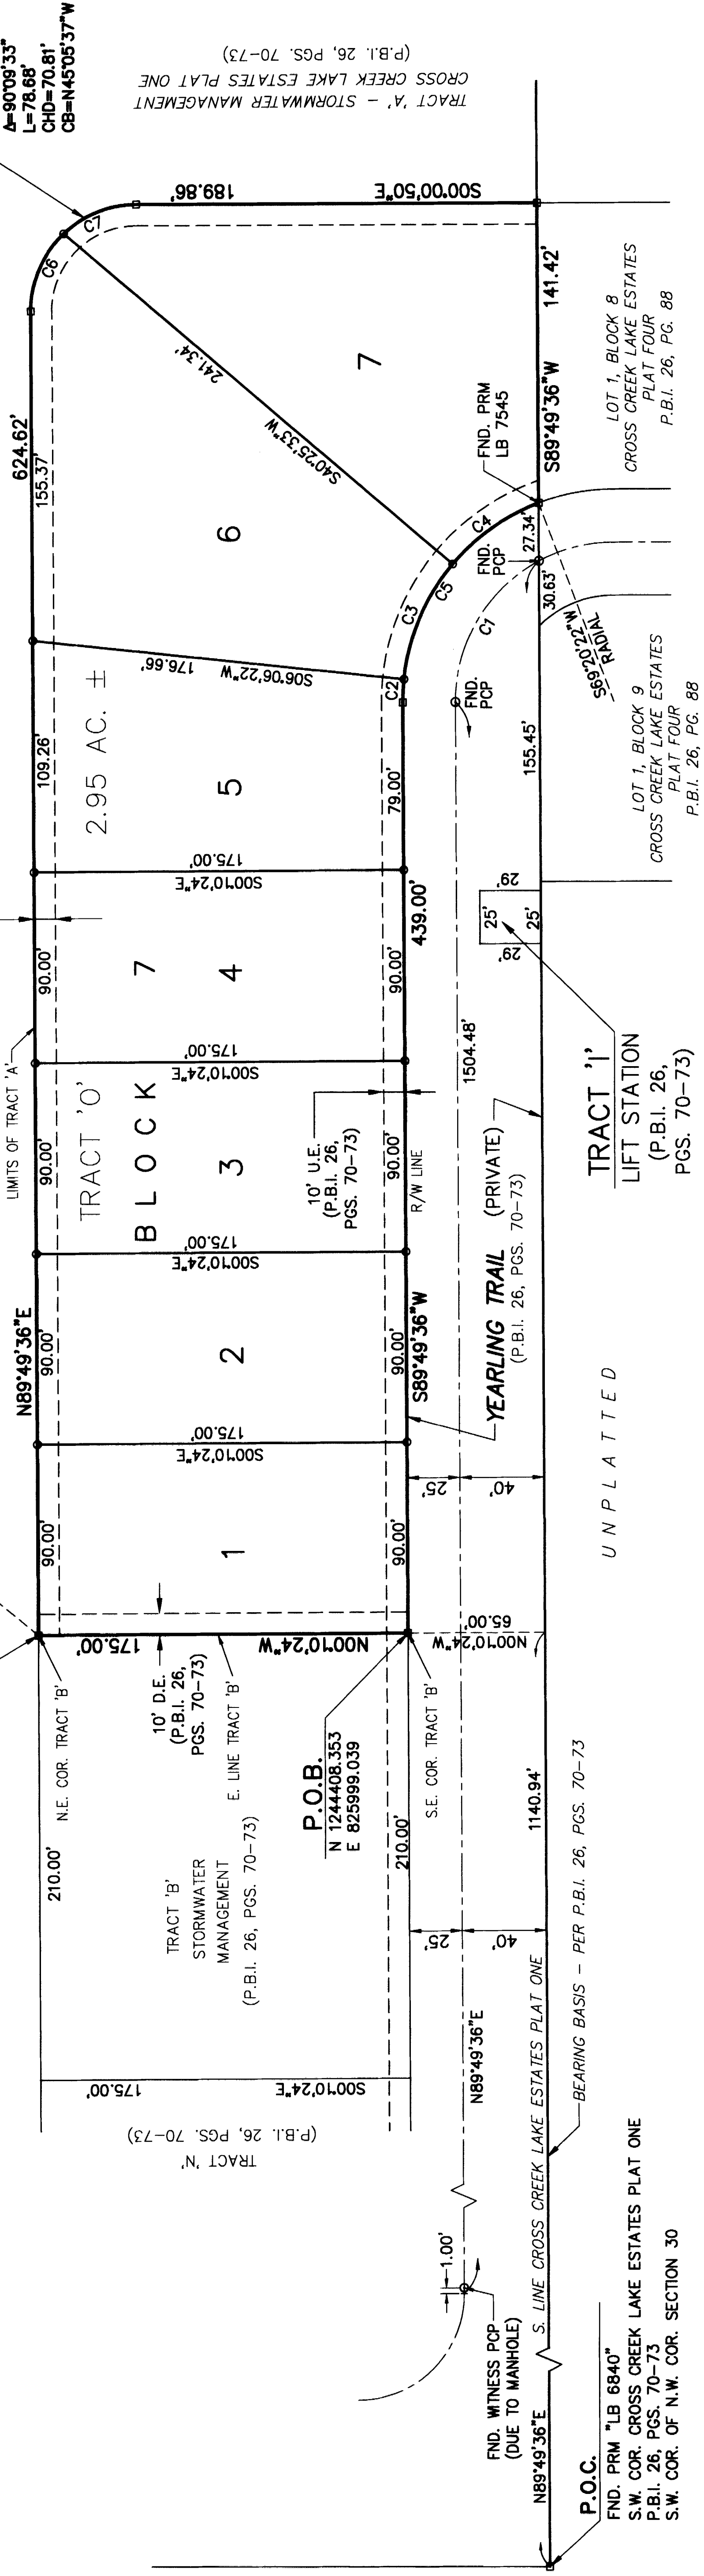 Δ=90°09'33"
L=78.68'
CHD=70.81'
CB=N45°05'37"W
TRACT 'A' - STORMWATER MANAGEMENT
CROSS CREEK LAKE ESTATES PLAT ONE
(P.B.I. 26, PGS. 70-73)
C7
C6
189.86'
S00°00'50"E
624.62'
155.37'
241.34'
S40°25'33"W
7
141.42'
S89°49'36"W
LOT 1, BLOCK 8
CROSS CREEK LAKE ESTATES
PLAT FOUR
P.B.I. 26, PG. 88
FND. PRM
LB 7545
6
C4
C5
C3
C2
C1
FND.
PCP
27.34'
30.63'
S69°20'22"W
RADIAL
LOT 1, BLOCK 9
CROSS CREEK LAKE ESTATES
PLAT FOUR
P.B.I. 26, PG. 88
176.66'
S06°06'22"W
FND.
PCP
2.95 AC. ±
109.26'
5
79.00'
155.45'
175.00'
S00°10'24"E
439.00'
29'
25'
25'
29'
90.00'
7
4
90.00'
1504.48'
TRACT 'I'
LIFT STATION
(P.B.I. 26,
PGS. 70-73)
LIMITS OF TRACT 'A'
175.00'
S00°10'24"E
TRACT 'O'
BLOCK
90.00'
3
10' U.E.
(P.B.I. 26,
PGS. 70-73)
90.00'
R/W LINE
175.00'
S00°10'24"E
YEARLING TRAIL (PRIVATE)
(P.B.I. 26, PGS. 70-73)
N89°49'36"E
90.00'
2
90.00'
S89°49'36"W
175.00'
S00°10'24"E
25'
40'
UNPLATTED
90.00'
1
90.00'
175.00'
N00°10'24"W
65.00'
N00°10'24"W
N.E. COR. TRACT 'B'
10' D.E.
(P.B.I. 26,
PGS. 70-73)
E. LINE TRACT 'B'
P.O.B.
N 1244408.353
E 825999.039
S.E. COR. TRACT 'B'
210.00'
TRACT 'B'
STORMWATER
MANAGEMENT
(P.B.I. 26, PGS. 70-73)
210.00'
1140.94'
25'
40'
175.00'
S00°10'24"E
N89°49'36"E
S. LINE CROSS CREEK LAKE ESTATES PLAT ONE
BEARING BASIS - PER P.B.I. 26, PGS. 70-73
TRACT 'N'
(P.B.I. 26, PGS. 70-73)
1.00'
FND. WITNESS PCP
(DUE TO MANHOLE)
N89°49'36"E
P.O.C.
FND. PRM "LB 6840"
S.W. COR. CROSS CREEK LAKE ESTATES PLAT ONE
P.B.I. 26, PGS. 70-73
S.W. COR. OF N.W. COR. SECTION 30